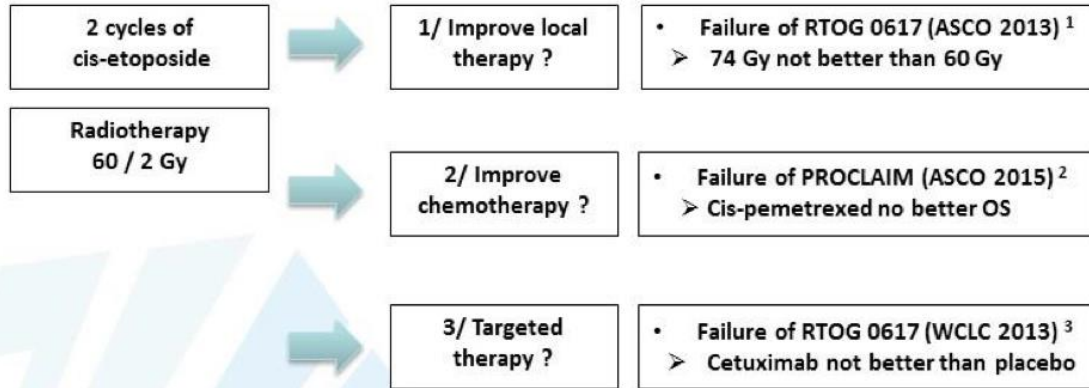 2 cycles of
cis-etoposide
1/ Improve local
therapy ?
• Failure of RTOG 0617 (ASCO 2013) 1
➢ 74 Gy not better than 60 Gy
Radiotherapy
60 / 2 Gy
2/ Improve
chemotherapy ?
• Failure of PROCLAIM (ASCO 2015) 2
➢ Cis-pemetrexed no better OS
3/ Targeted
therapy ?
• Failure of RTOG 0617 (WCLC 2013) 3
➢ Cetuximab not better than placebo